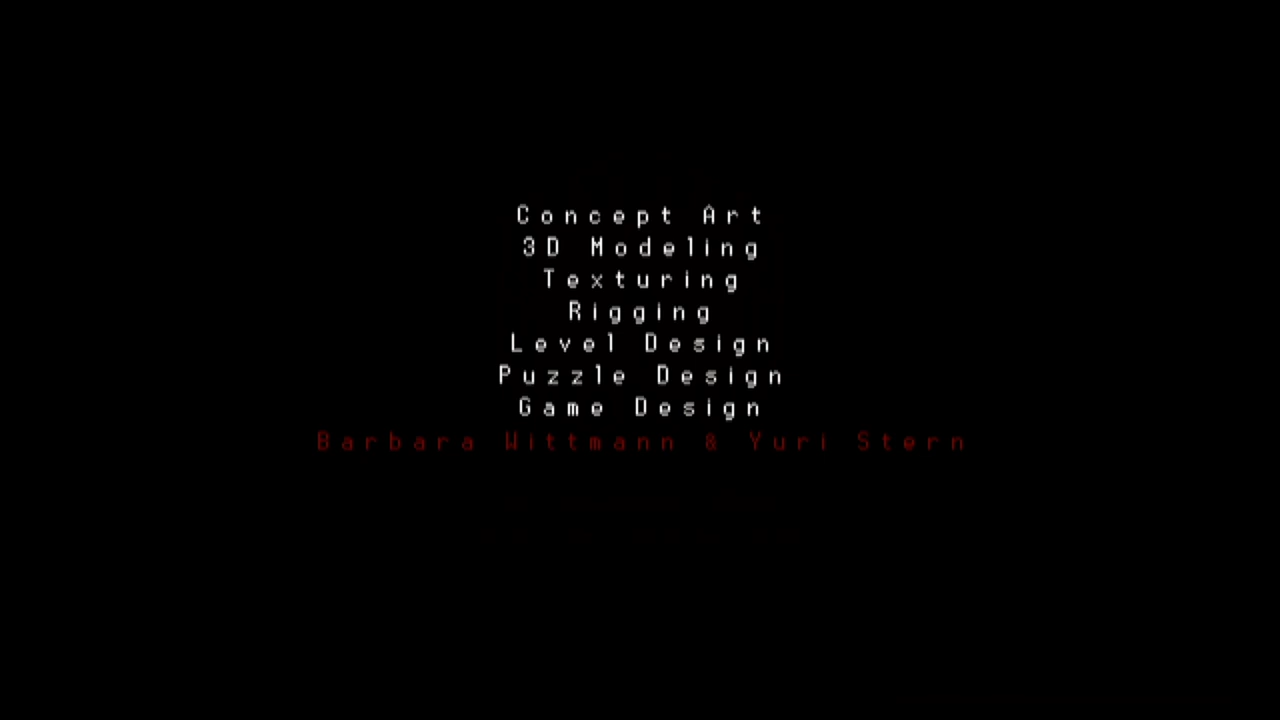 Concept Art
3D Modeling
Texturing
Rigging
Level Design
Puzzle Design
Game Design
Barbara Wittmann & Yuri Stern